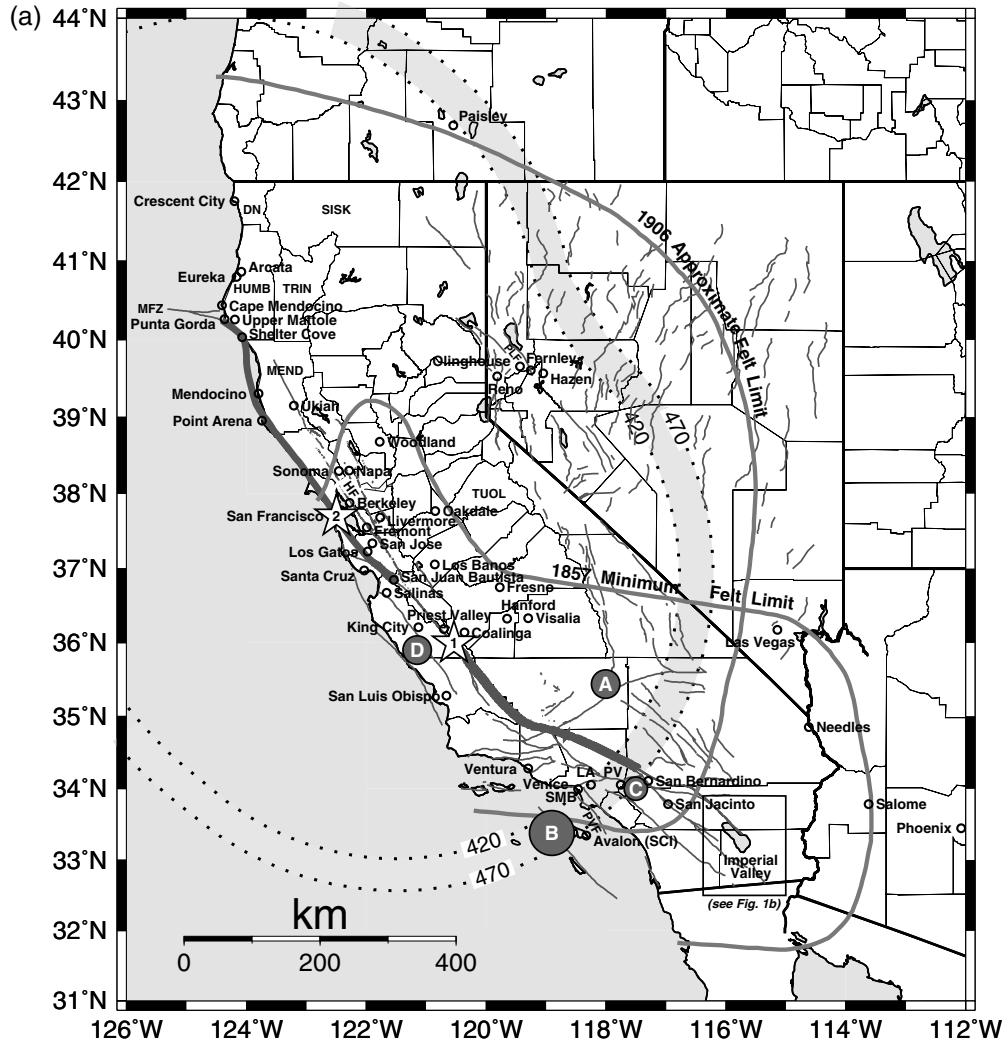 (a)
44°N
43°N
42°N
41°N
40°N
39°N
38°N
37°N
36°N
35°N
34°N
33°N
32°N
31°N
126°W
124°W
122°W
120°W
118°W
116°W
114°W
112°W
Paisley
Crescent City
DN
SISK
Arcata
Eureka
HUMB
TRIN
MFZ
Cape Mendocino
Punta Gorda
Upper Mattole
Shelter Cove
MEND
Mendocino
Ukiah
Point Arena
Olinghouse
PLF
Fernley
Hazen
Reno
1906 Approximate Felt Limit
420
470
Woodland
Sonoma
Napa
HF
Berkeley
TUOL
San Francisco
2
Livermore
Oakdale
Fremont
San Jose
Los Gatos
Los Banos
Santa Cruz
San Juan Bautista
Fresno
Salinas
1857 Minimum Felt Limit
Hanford
Priest Valley
Visalia
King City
Coalinga
1
D
Las Vegas
A
San Luis Obispo
Needles
Ventura
LA
PV
San Bernardino
Venice
C
SMB
San Jacinto
Salome
PVF
B
Phoenix
Avalon (SCI)
420
470
Imperial
Valley
(see Fig. 1b)
km
0
200
400